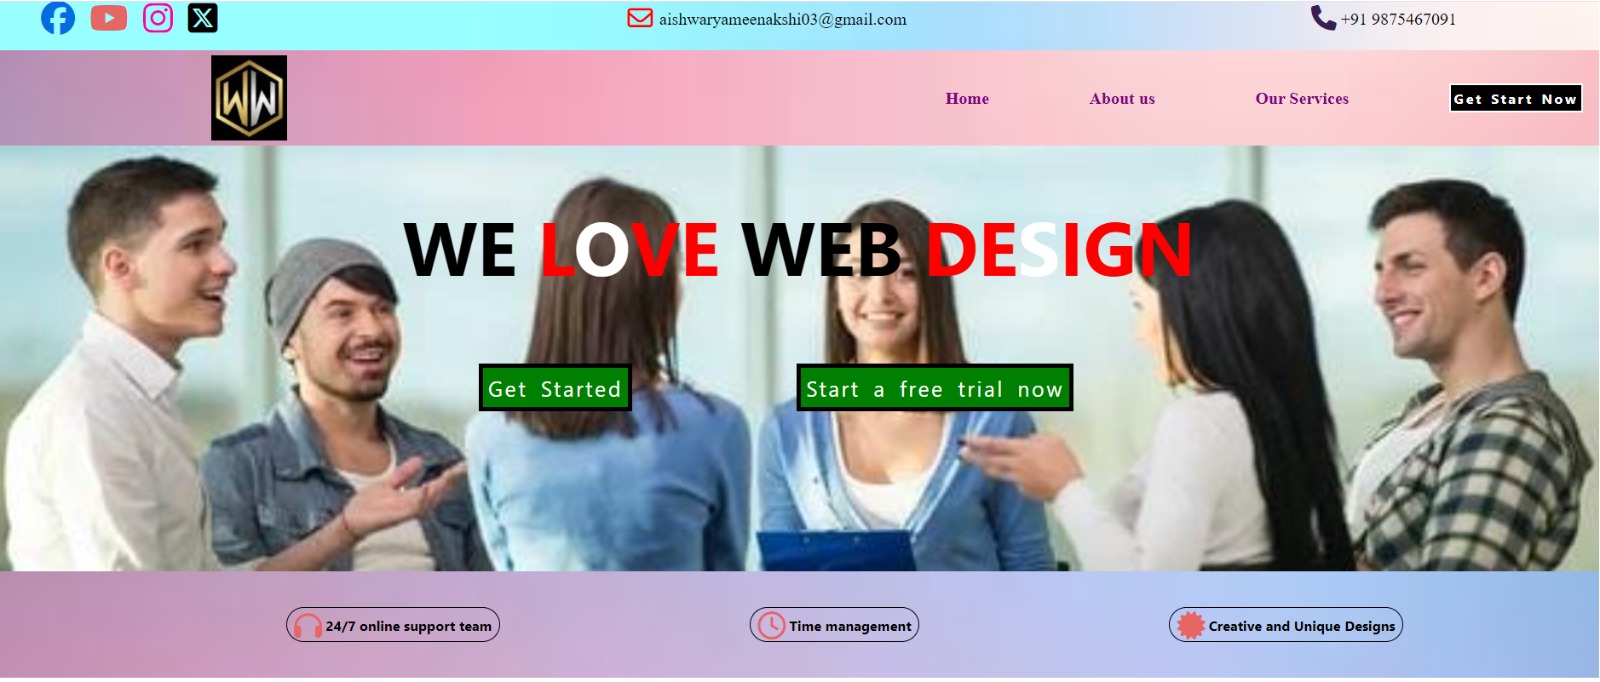 aishwaryameenakshi03@gmail.com
+91 9875467091
WW
Home
About us
Our Services
Get Start Now
WE LOVE WEB DESIGN
Get Started
Start a free trial now
24/7 online support team
Time management
Creative and Unique Designs